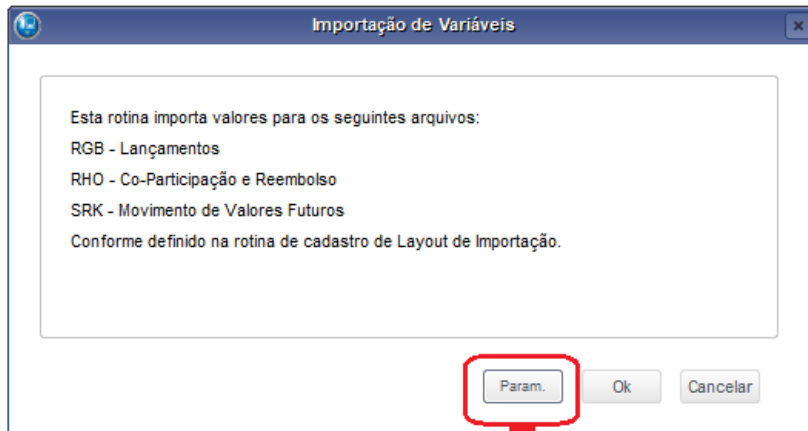 Importação de Variáveis
Esta rotina importa valores para os seguintes arquivos:
RGB - Lançamentos
RHO - Co-Participação e Reembolso
SRK - Movimento de Valores Futuros
Conforme definido na rotina de cadastro de Layout de Importação.
Param. Ok Cancelar